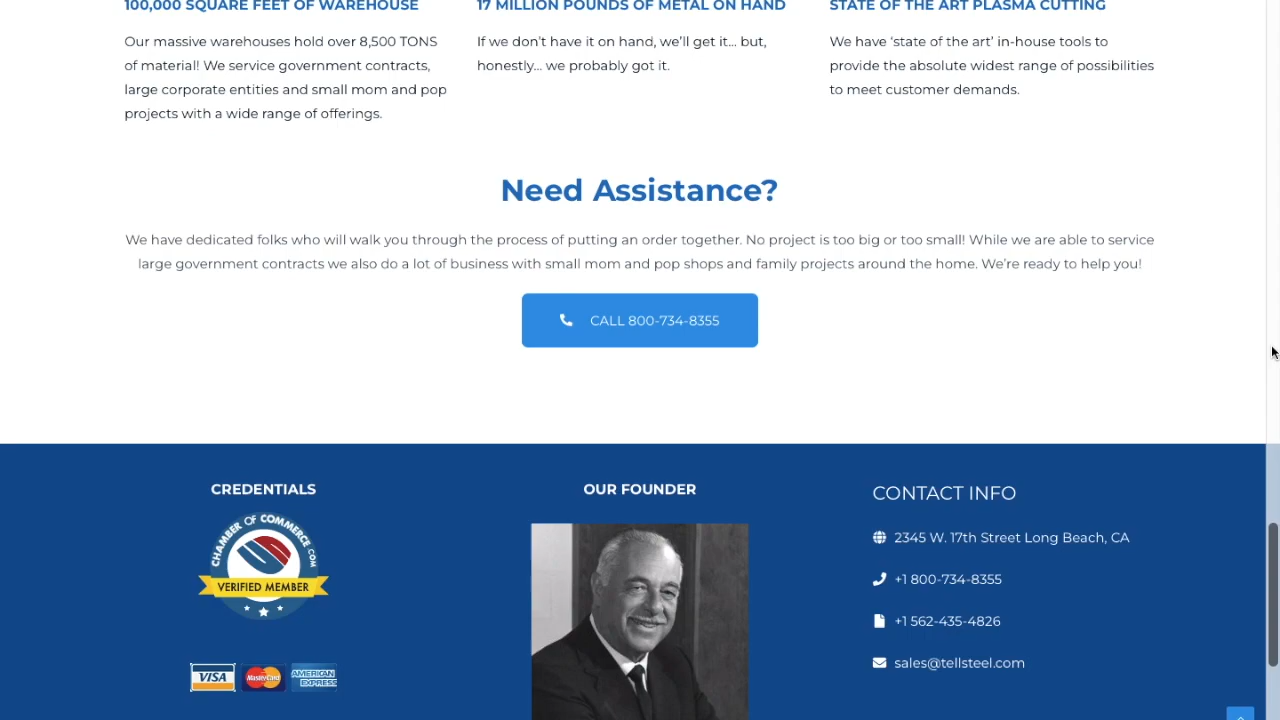 100,000 SQUARE FEET OF WAREHOUSE
Our massive warehouses hold over 8,500 TONS
of material! We service government contracts,
large corporate entities and small mom and pop
projects with a wide range of offerings.
17 MILLION POUNDS OF METAL ON HAND
If we don’t have it on hand, we’ll get it… but,
honestly… we probably got it.
STATE OF THE ART PLASMA CUTTING
We have ‘state of the art’ in-house tools to
provide the absolute widest range of possibilities
to meet customer demands.
Need Assistance?
We have dedicated folks who will walk you through the process of putting an order together. No project is too big or too small! While we are able to service
large government contracts we also do a lot of business with small mom and pop shops and family projects around the home. We’re ready to help you!
CALL 800-734-8355
CREDENTIALS
CHAMBER OF COMMERCE.COM
VERIFIED MEMBER
VISA
MasterCard
AMERICAN
EXPRESS
OUR FOUNDER
CONTACT INFO
2345 W. 17th Street Long Beach, CA
+1 800-734-8355
+1 562-435-4826
sales@tellsteel.com